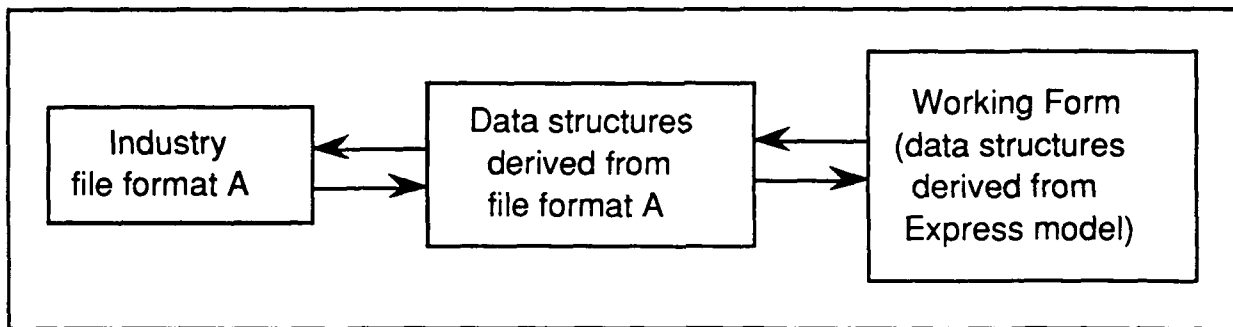 Industry
file format A
Data structures
derived from
file format A
Working Form
(data structures
derived from
Express model)